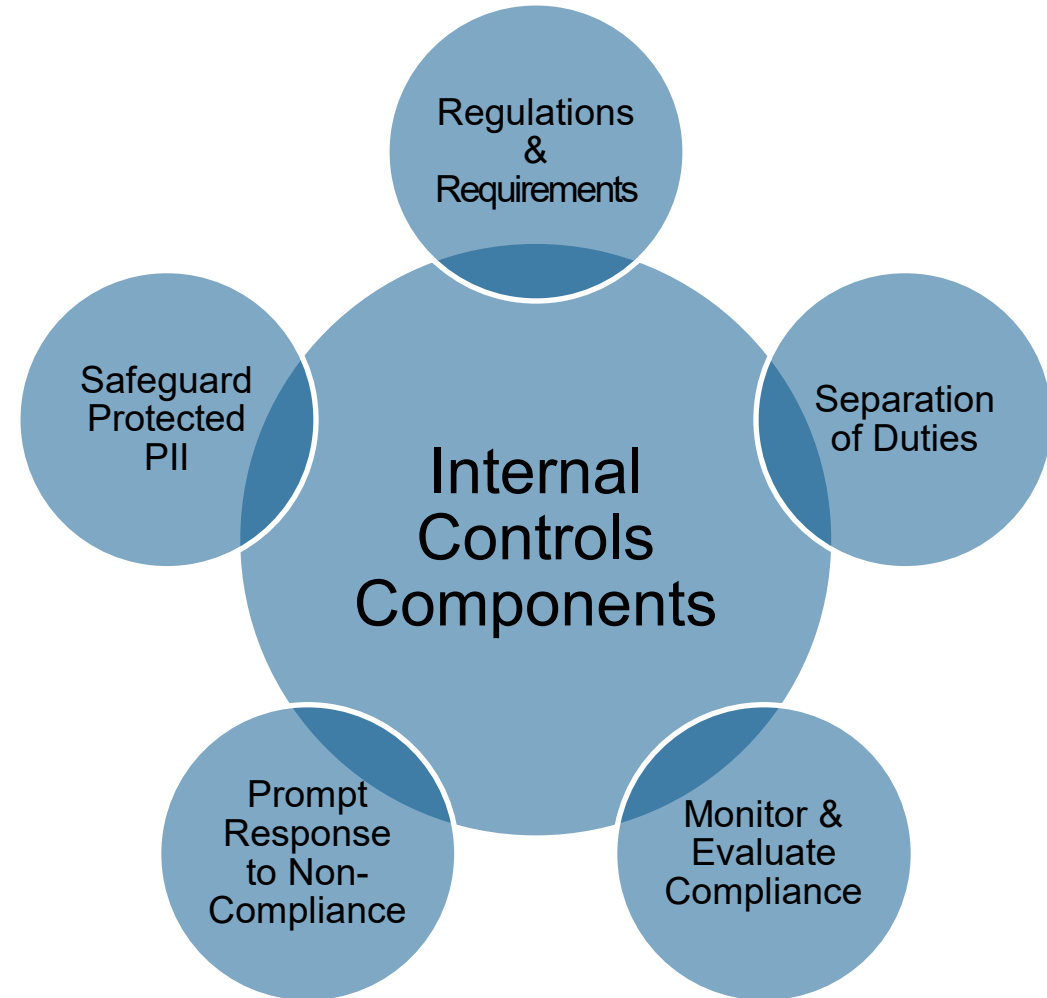 Regulations
&
Requirements
Safeguard
Protected
PII
Separation
of Duties
Internal
Controls
Components
Prompt
Response
to Non-
Compliance
Monitor &
Evaluate
Compliance